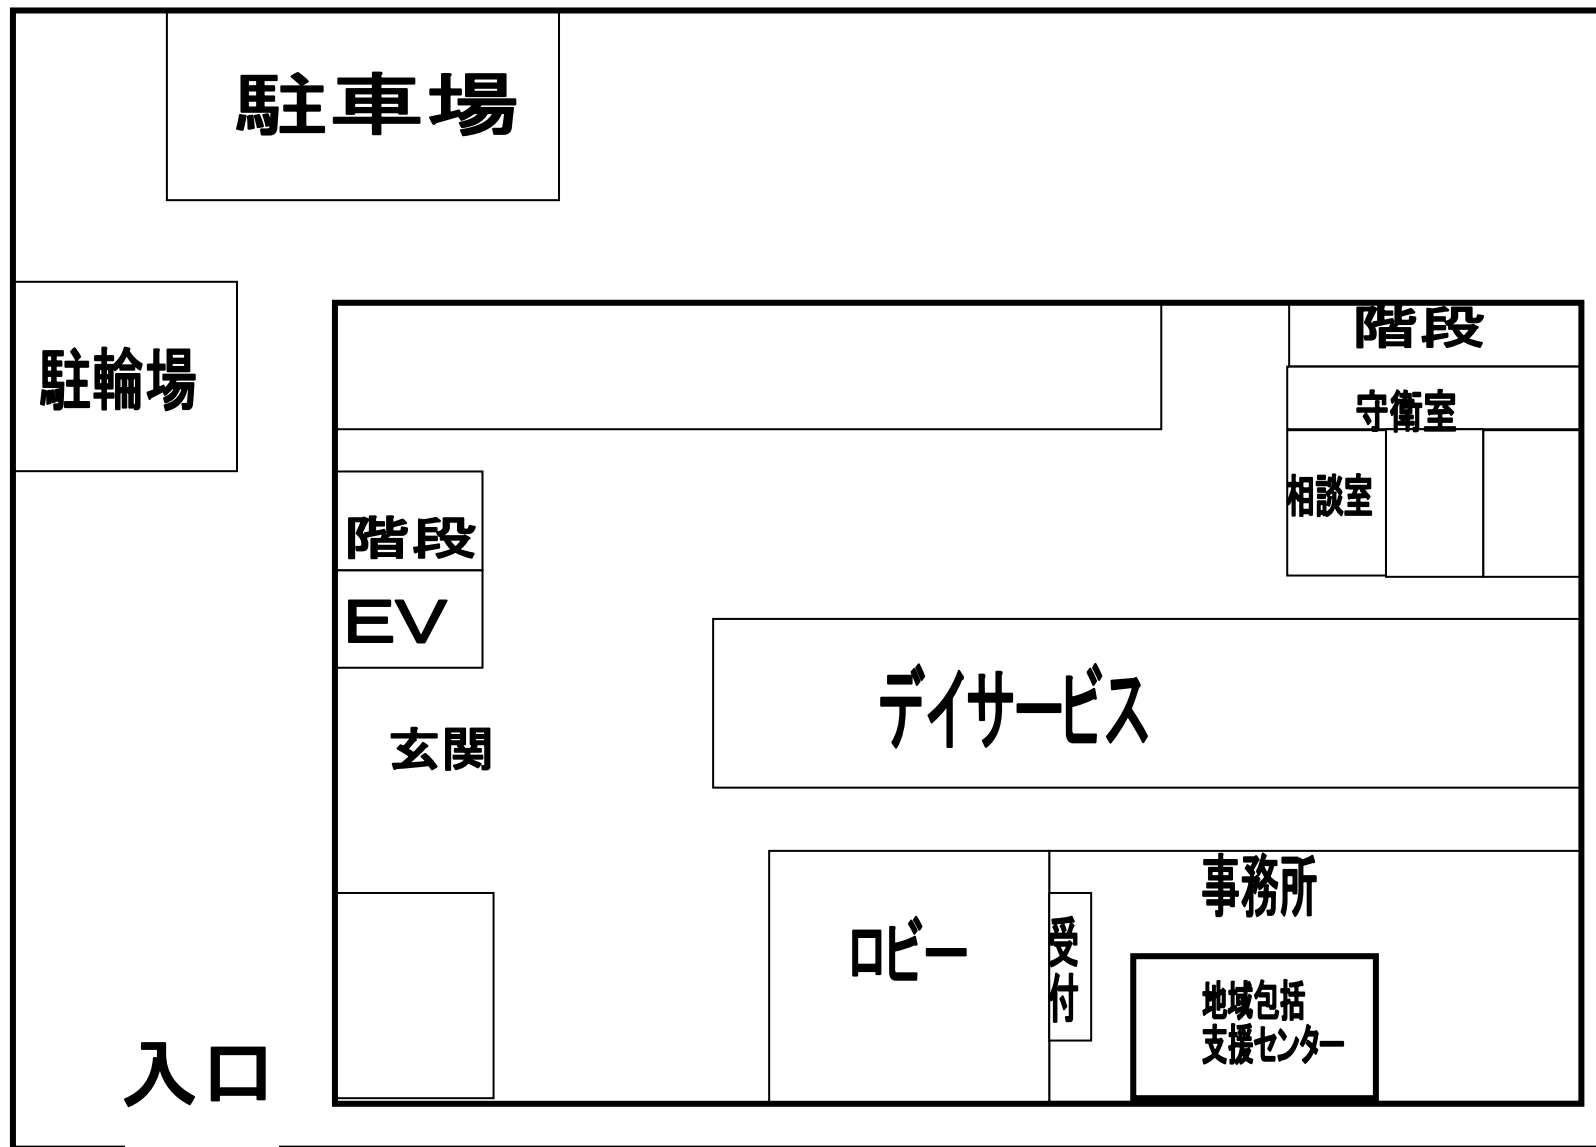 駐車場
階段
駐輪場
守衛室
相談室
階段
EV
デイサービス
玄関
事務所
ロビー
受付
地域包括
支援センター
入口